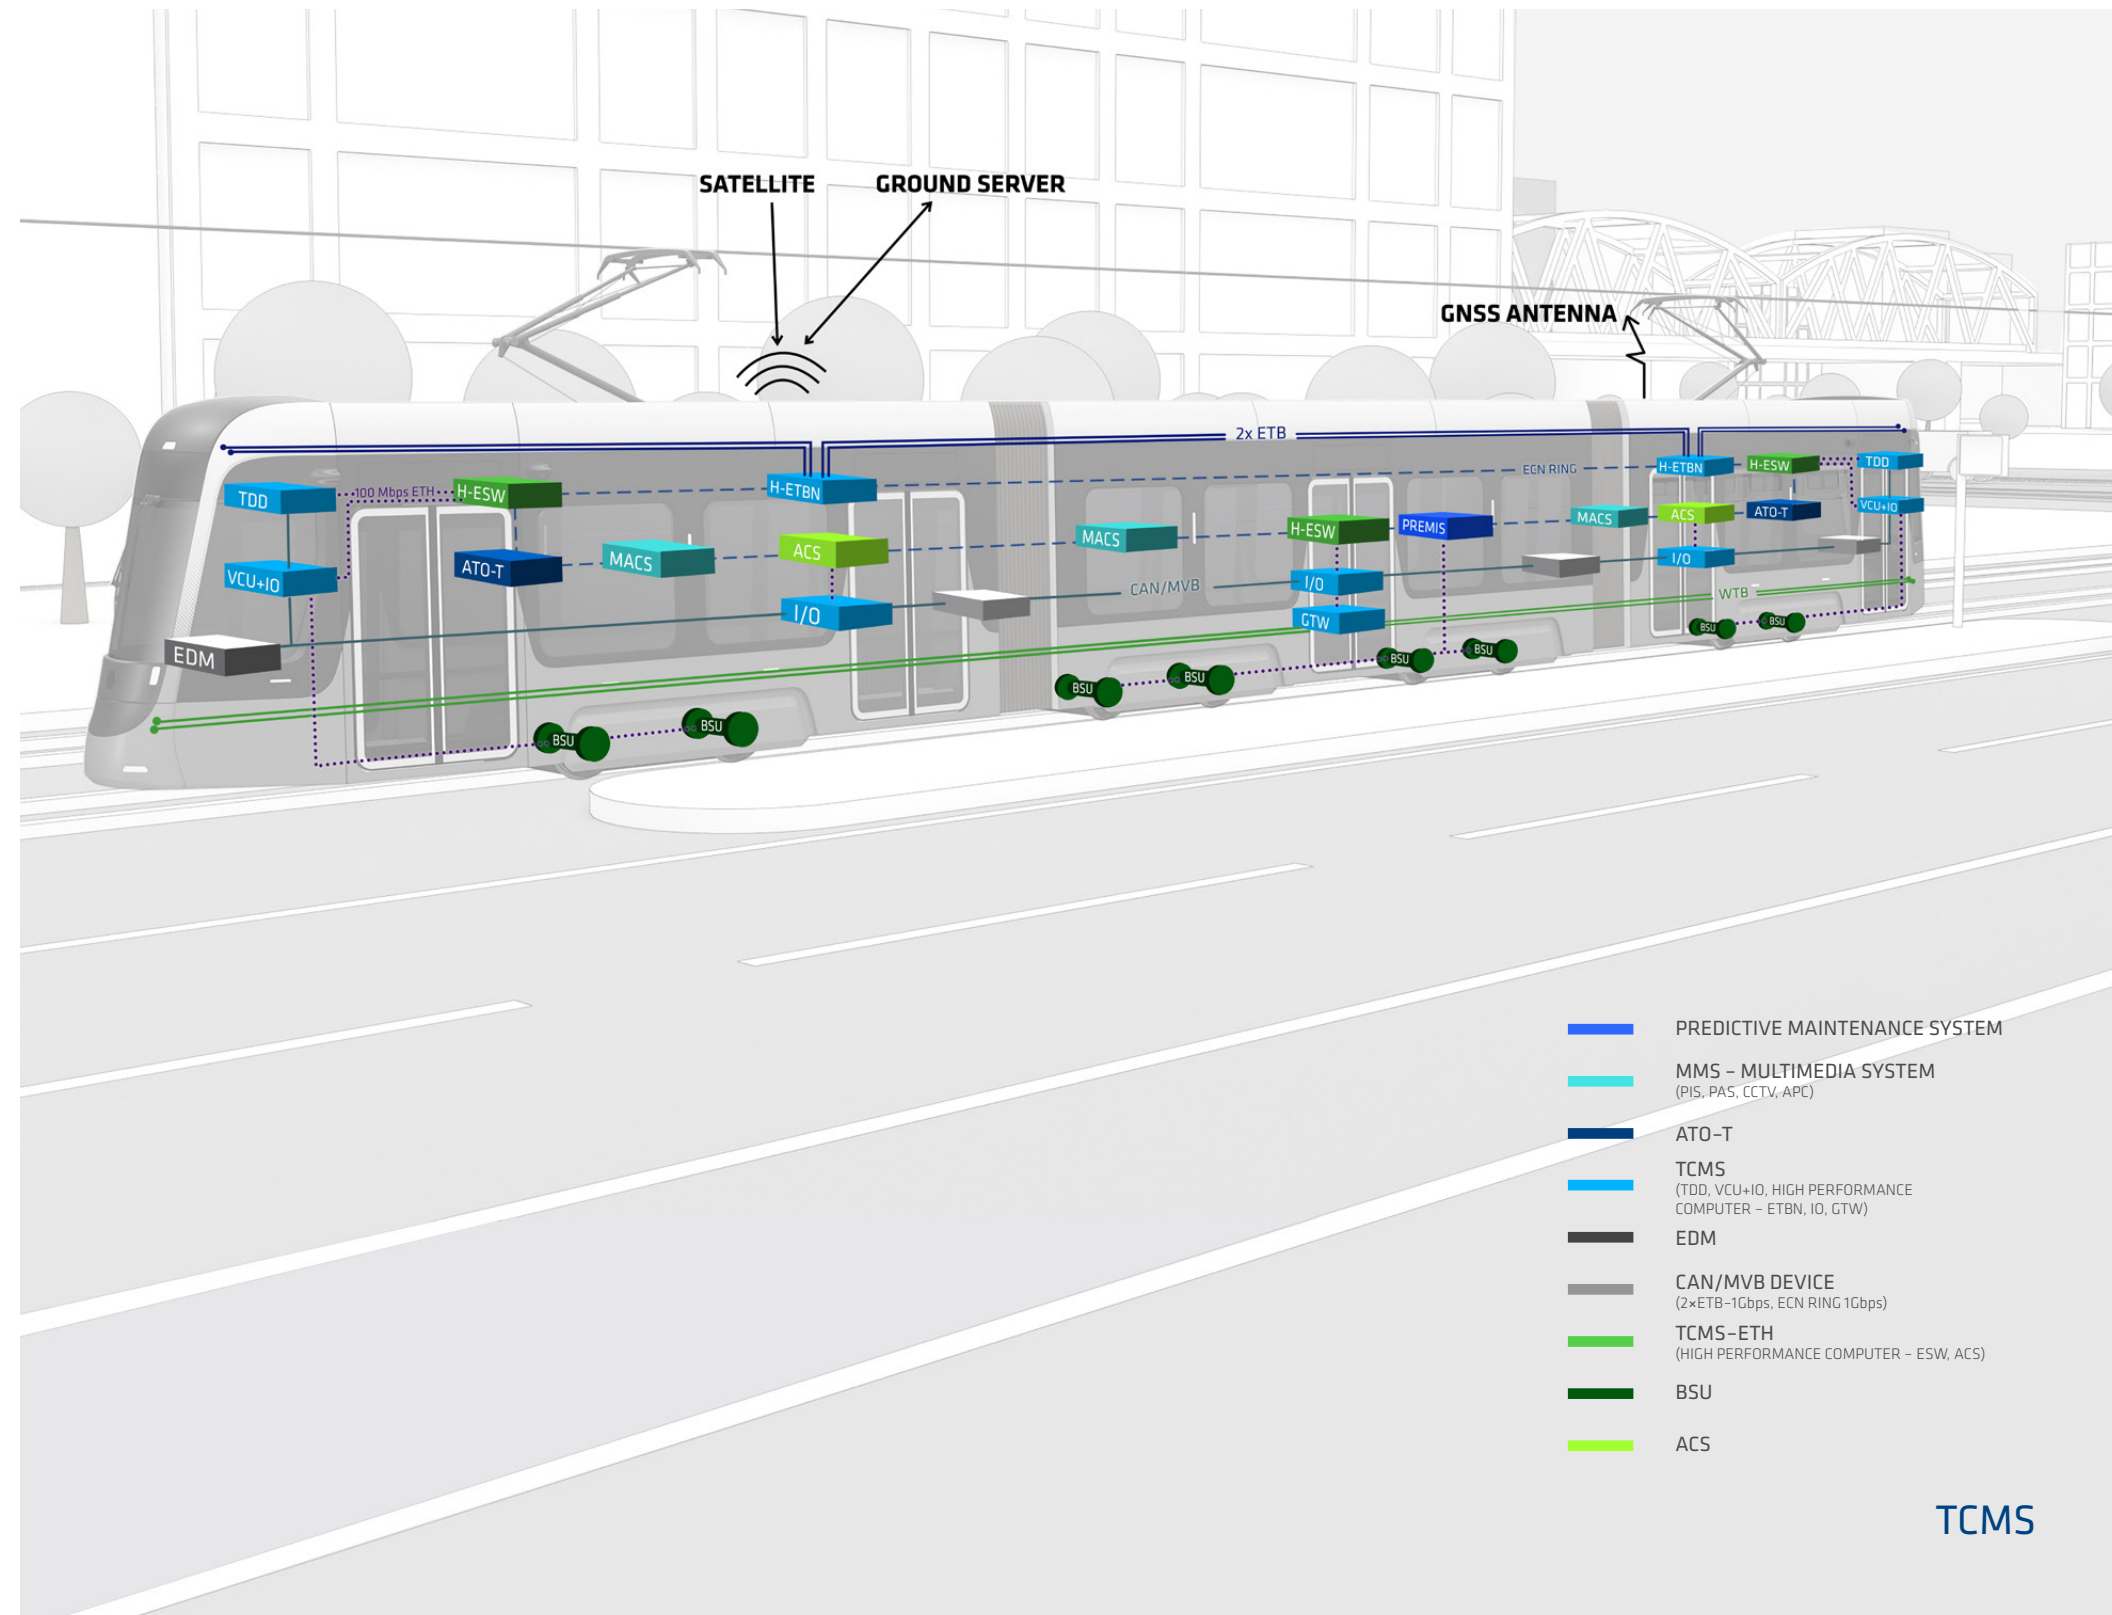 SATELLITE
GROUND SERVER
GNSS ANTENNA
2x ETB
ECN RING
H-ETBN
H-ESW
TDD
TDD
100 Mbps ETH
H-ESW
H-ETBN
VCU+IO
MACS
ACS
ATO-T
H-ESW
PREMIS
MACS
ACS
ATO-T
MACS
VCU+IO
I/O
I/O
CAN/MVB
I/O
GTW
WTB
EDM
BSU
BSU
BSU
BSU
BSU
BSU
BSU
BSU
PREDICTIVE MAINTENANCE SYSTEM
MMS – MULTIMEDIA SYSTEM
(PIS, PAS, CCTV, APC)
ATO-T
TCMS
(TDD, VCU+IO, HIGH PERFORMANCE
COMPUTER – ETBN, IO, GTW)
EDM
CAN/MVB DEVICE
(2×ETB-1Gbps, ECN RING 1Gbps)
TCMS-ETH
(HIGH PERFORMANCE COMPUTER – ESW, ACS)
BSU
ACS
TCMS